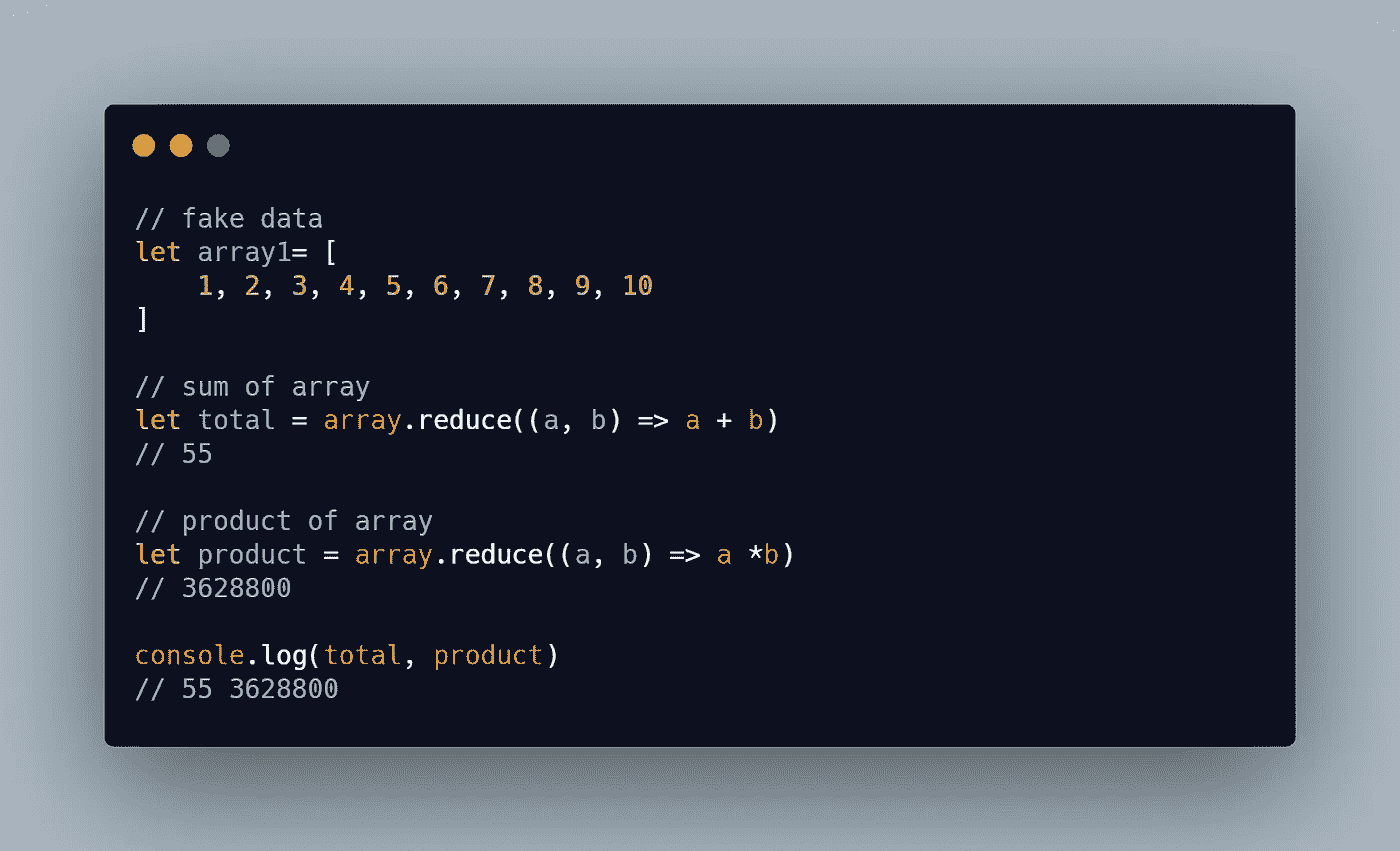 // fake data
let array1= [
    1, 2, 3, 4, 5, 6, 7, 8, 9, 10
]
// sum of array
let total = array.reduce((a, b) => a + b)
// 55
// product of array
let product = array.reduce((a, b) => a *b)
// 3628800
console.log(total, product)
// 55 3628800